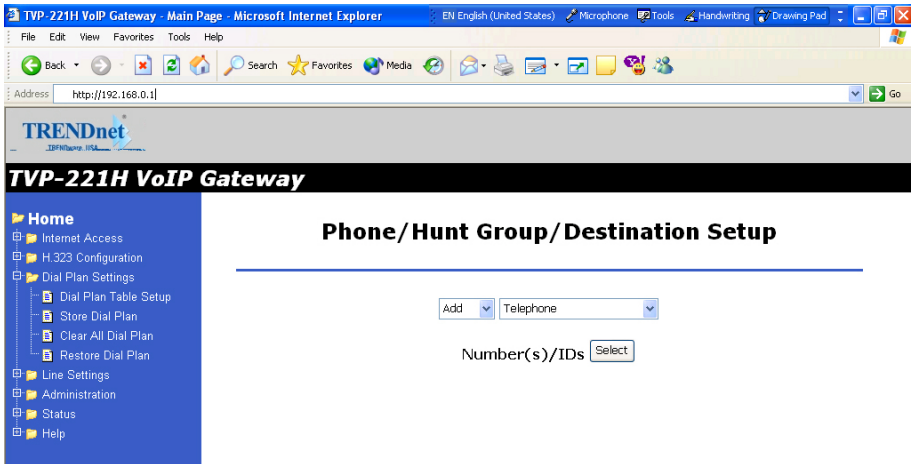 TVP-221H VoIP Gateway - Main Page - Microsoft Internet Explorer
EN English (United States) Microphone Tools Handwriting Drawing Pad
File Edit View Favorites Tools Help
Back Search Favorites Media
Address http://192.168.0.1 Go
TRENDnet
TRENDware, USA
TVP-221H VoIP Gateway
Home
Internet Access
H.323 Configuration
Dial Plan Settings
Dial Plan Table Setup
Store Dial Plan
Clear All Dial Plan
Restore Dial Plan
Line Settings
Administration
Status
Help
Phone/Hunt Group/Destination Setup
Add Telephone
Number(s)/IDs Select